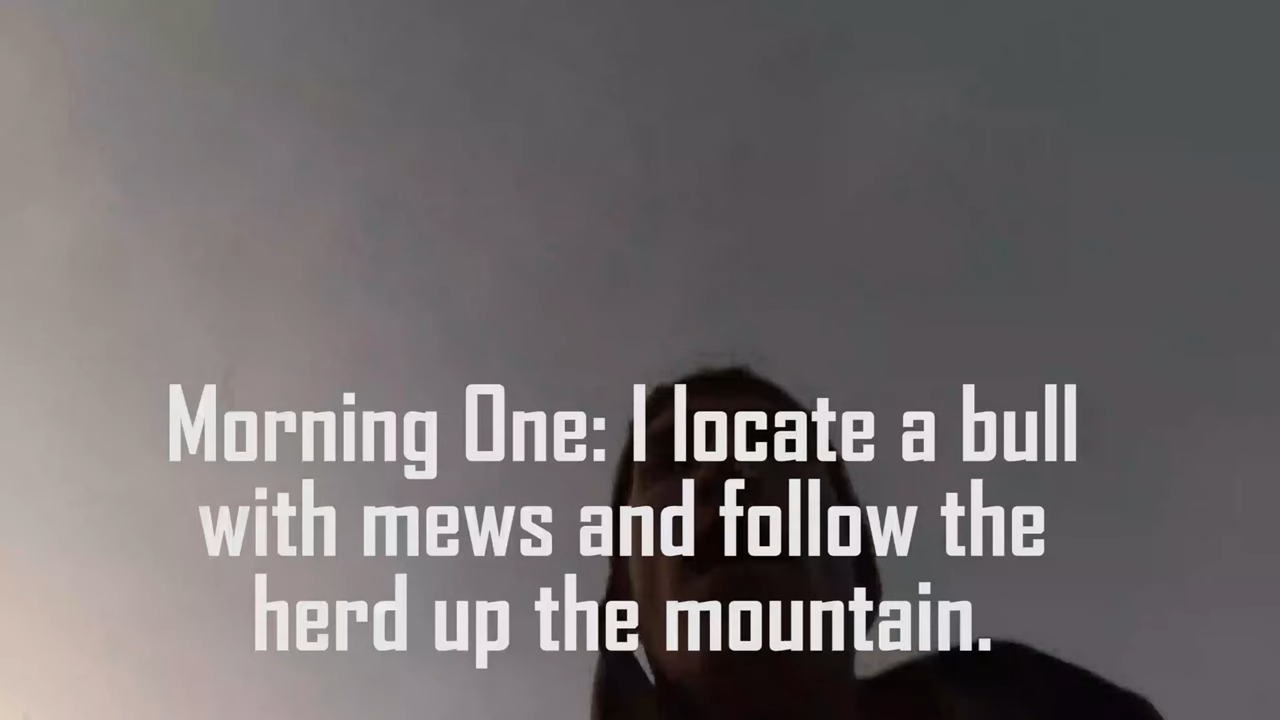 Morning One: I locate a bull
with mews and follow the
herd up the mountain.